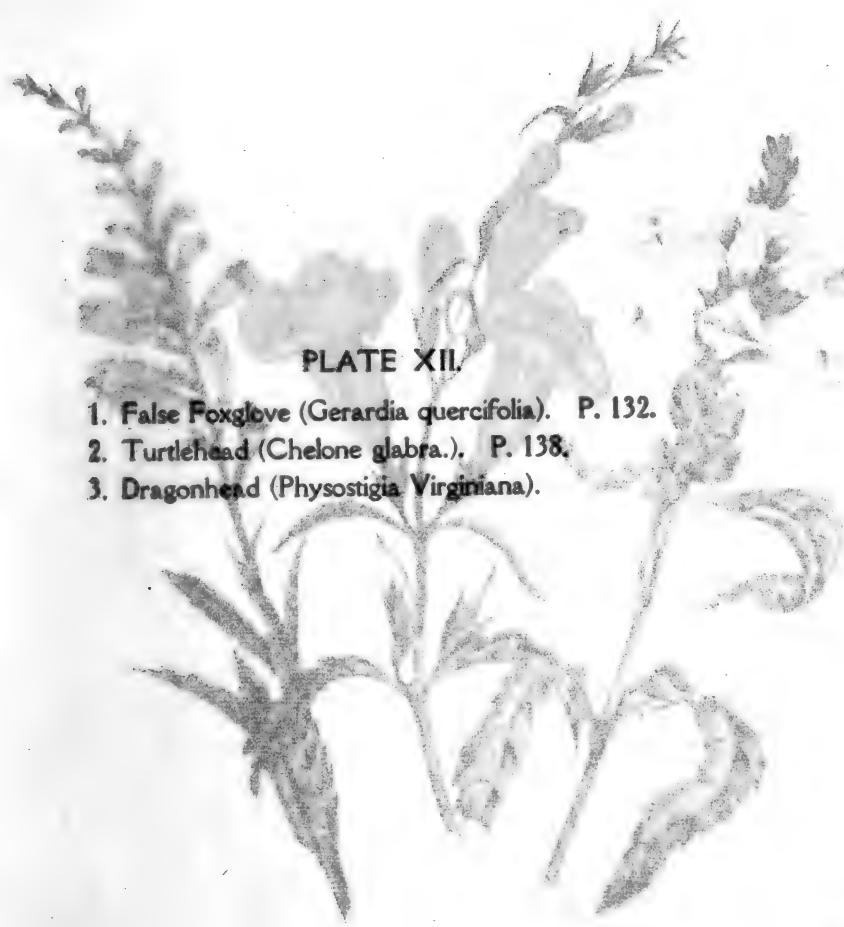 PLATE XII.
1. False Foxglove (Gerardia quercifolia). P. 132.
2. Turtlehead (Chelone glabra.). P. 138.
3. Dragonhead (Physostigia Virginiana).